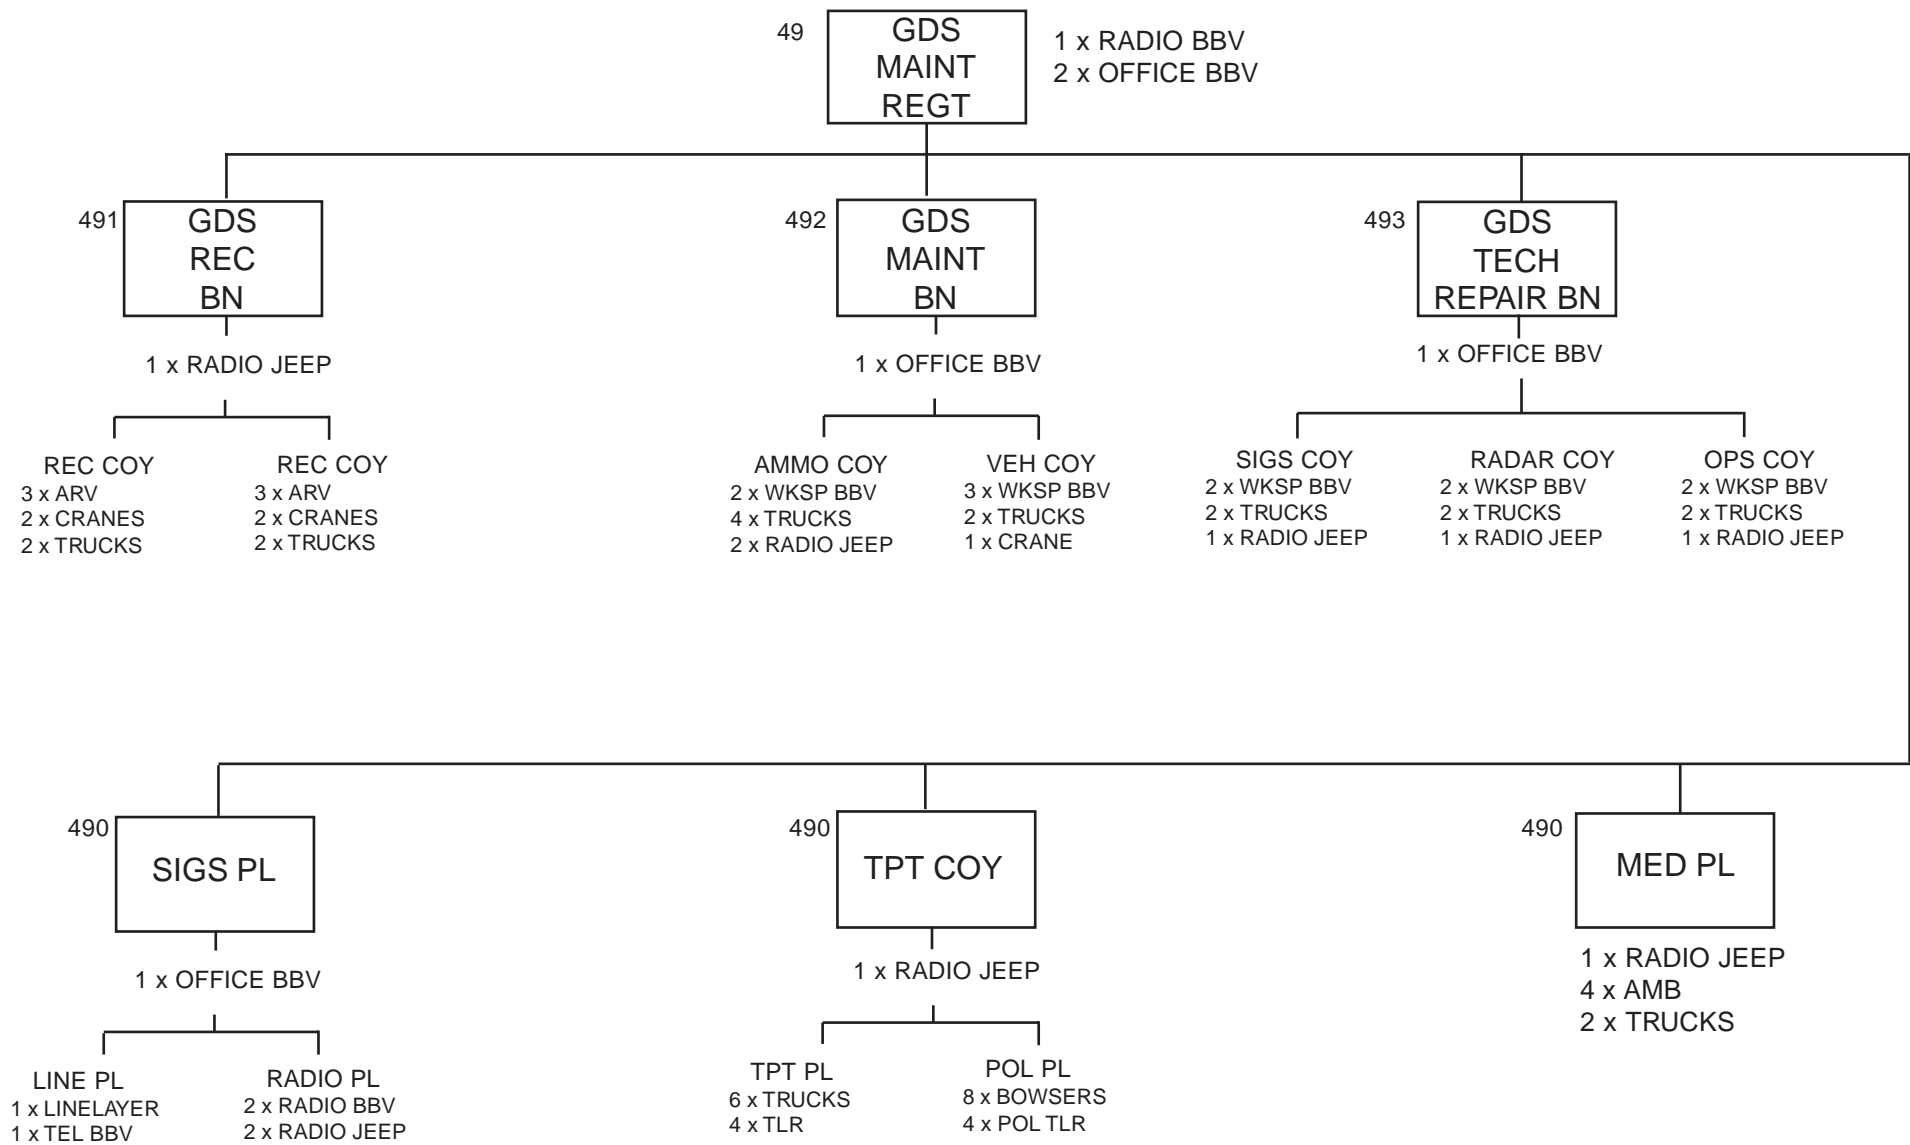 49
GDS
MAINT
REGT
1 x RADIO BBV
2 x OFFICE BBV
491
GDS
REC
BN
1 x RADIO JEEP
REC COY
3 x ARV
2 x CRANES
2 x TRUCKS
REC COY
3 x ARV
2 x CRANES
2 x TRUCKS
492
GDS
MAINT
BN
1 x OFFICE BBV
AMMO COY
2 x WKSP BBV
4 x TRUCKS
2 x RADIO JEEP
VEH COY
3 x WKSP BBV
2 x TRUCKS
1 x CRANE
493
GDS
TECH
REPAIR BN
1 x OFFICE BBV
SIGS COY
2 x WKSP BBV
2 x TRUCKS
1 x RADIO JEEP
RADAR COY
2 x WKSP BBV
2 x TRUCKS
1 x RADIO JEEP
OPS COY
2 x WKSP BBV
2 x TRUCKS
1 x RADIO JEEP
490
SIGS PL
1 x OFFICE BBV
LINE PL
1 x LINELAYER
1 x TEL BBV
RADIO PL
2 x RADIO BBV
2 x RADIO JEEP
490
TPT COY
1 x RADIO JEEP
TPT PL
6 x TRUCKS
4 x TLR
POL PL
8 x BOWSERS
4 x POL TLR
490
MED PL
1 x RADIO JEEP
4 x AMB
2 x TRUCKS